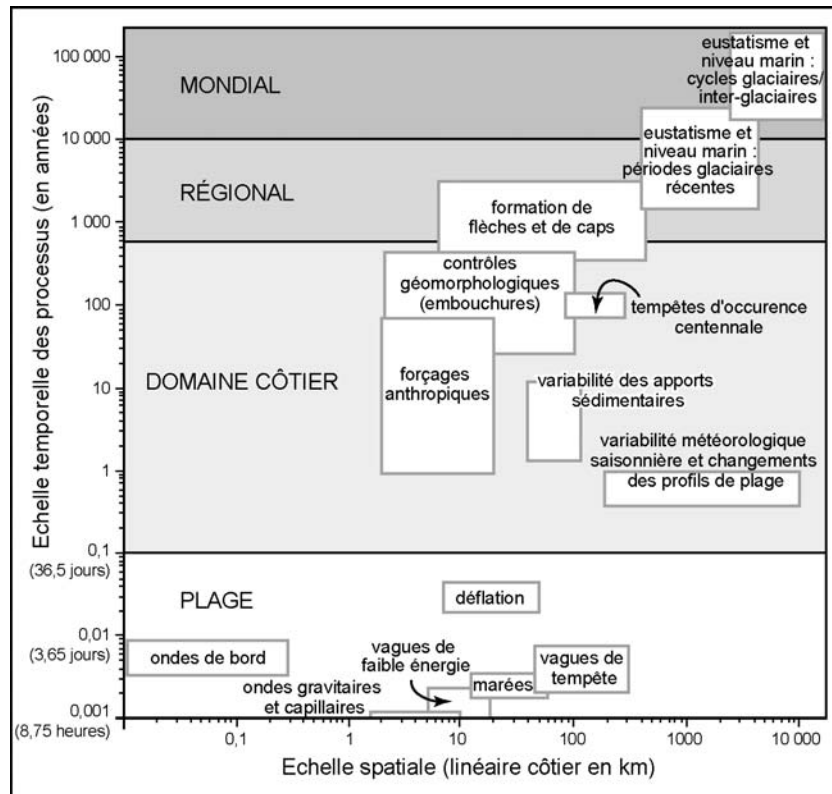 Echelle temporelle des processus (en années)
100 000
10 000
1 000
100
10
1
0,1
(36,5 jours)
0,01
(3,65 jours)
0,001
(8,75 heures)
MONDIAL
eustatisme et
niveau marin :
cycles glaciaires/
inter-glaciaires
RÉGIONAL
eustatisme et
niveau marin :
périodes glaciaires
récentes
formation de
flèches et de caps
DOMAINE CÔTIER
contrôles
géomorphologiques
(embouchures)
tempêtes d'occurence
centennale
forçages
anthropiques
variabilité des apports
sédimentaires
variabilité météorologique
saisonnière et changements
des profils de plage
PLAGE
déflation
ondes de bord
vagues de
faible énergie
ondes gravitaires
et capillaires
marées
vagues de
tempête
0,1
1
10
100
1000
10 000
Echelle spatiale (linéaire côtier en km)